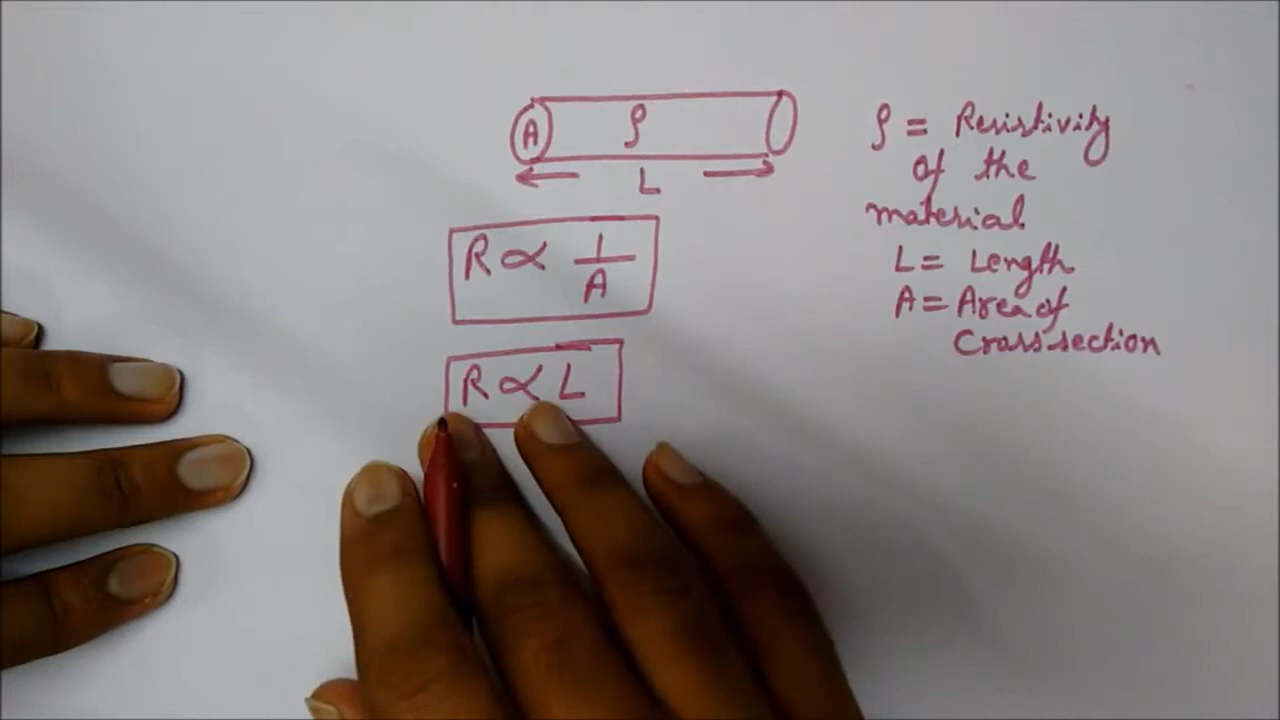 A ρ
L
R ∝ 1/A
R ∝ L
ρ = Resistivity
of the
material
L = Length
A = Area of
Cross section